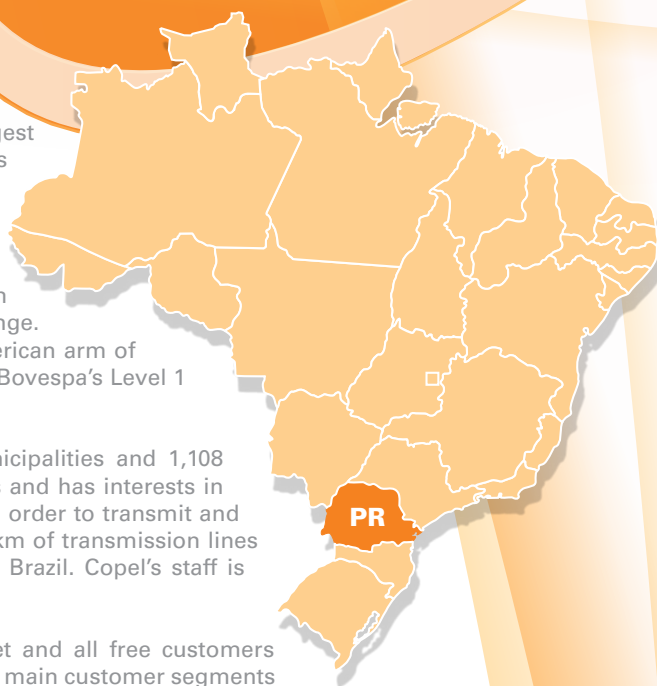 gest
s
n
nge.
erican arm of
Bovespa's Level 1
nicipalities and 1,108
s and has interests in
order to transmit and
km of transmission lines
Brazil. Copel's staff is
et and all free customers
main customer segments
PR